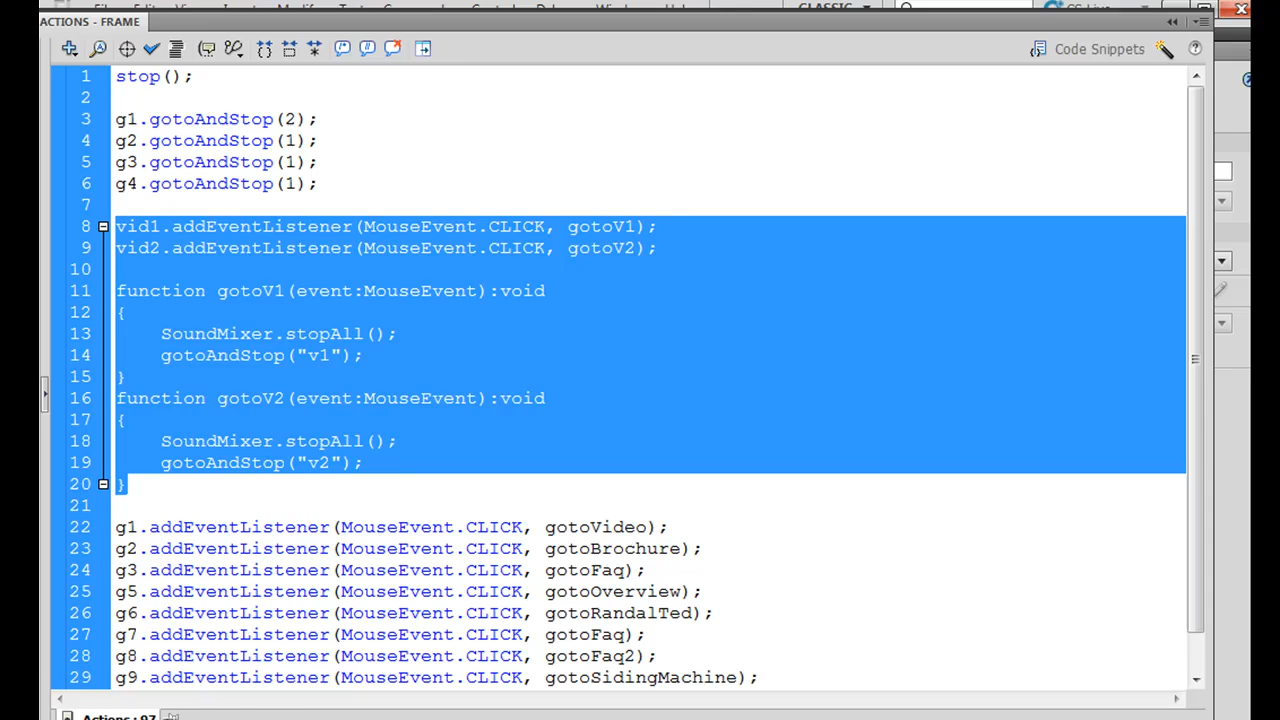 CLASSIC
CS Live
ACTIONS - FRAME
Code Snippets
1 stop();
2
3 g1.gotoAndStop(2);
4 g2.gotoAndStop(1);
5 g3.gotoAndStop(1);
6 g4.gotoAndStop(1);
7
8 vid1.addEventListener(MouseEvent.CLICK, gotoV1);
9 vid2.addEventListener(MouseEvent.CLICK, gotoV2);
10
11 function gotoV1(event:MouseEvent):void
12 {
13 SoundMixer.stopAll();
14 gotoAndStop("v1");
15 }
16 function gotoV2(event:MouseEvent):void
17 {
18 SoundMixer.stopAll();
19 gotoAndStop("v2");
20 }
21
22 g1.addEventListener(MouseEvent.CLICK, gotoVideo);
23 g2.addEventListener(MouseEvent.CLICK, gotoBrochure);
24 g3.addEventListener(MouseEvent.CLICK, gotoFaq);
25 g5.addEventListener(MouseEvent.CLICK, gotoOverview);
26 g6.addEventListener(MouseEvent.CLICK, gotoRandalTed);
27 g7.addEventListener(MouseEvent.CLICK, gotoFaq);
28 g8.addEventListener(MouseEvent.CLICK, gotoFaq2);
29 g9.addEventListener(MouseEvent.CLICK, gotoSidingMachine);
Actions : 97